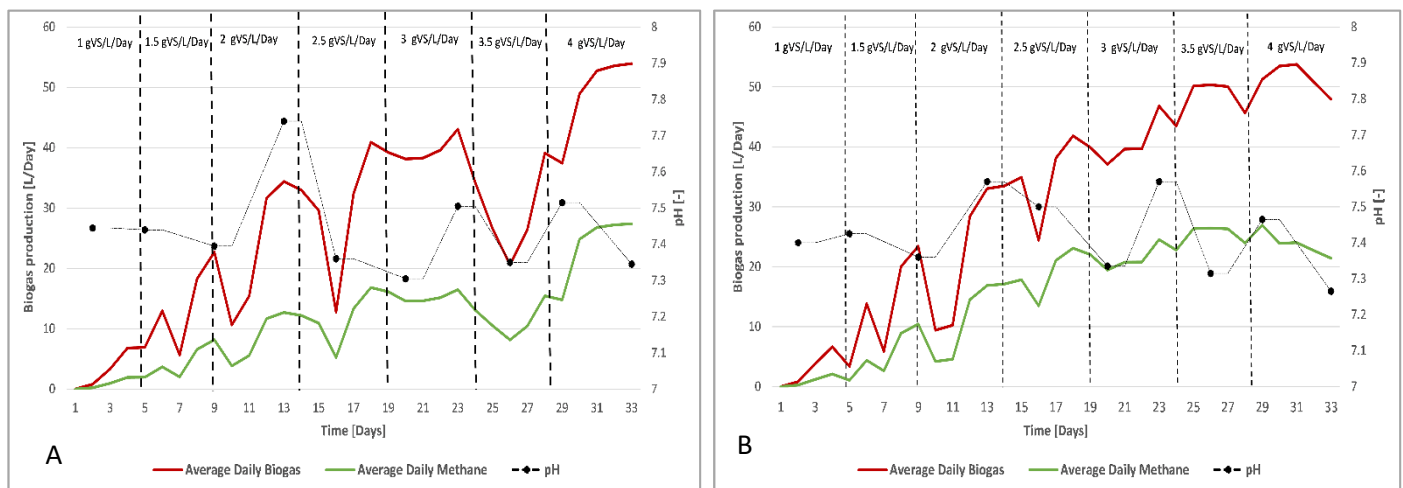 1 gVS/L/Day 1.5 gVS/L/Day 2 gVS/L/Day 2.5 gVS/L/Day 3 gVS/L/Day 3.5 gVS/L/Day 4 gVS/L/Day
Biogas production [L/Day]
60
50
40
30
20
10
0
8
7.9
7.8
7.7
7.6
7.5
7.4
7.3
7.2
7.1
7
pH [-]
1 3 5 7 9 11 13 15 17 19 21 23 25 27 29 31 33
Time [Days]
A
Average Daily Biogas Average Daily Methane pH
1 gVS/L/Day 1.5 gVS/L/Day 2 gVS/L/Day 2.5 gVS/L/Day 3 gVS/L/Day 3.5 gVS/L/Day 4 gVS/L/Day
Biogas production [L/Day]
60
50
40
30
20
10
0
8
7.9
7.8
7.7
7.6
7.5
7.4
7.3
7.2
7.1
7
pH [-]
1 3 5 7 9 11 13 15 17 19 21 23 25 27 29 31 33
Time [Days]
B
Average Daily Biogas Average Daily Methane pH